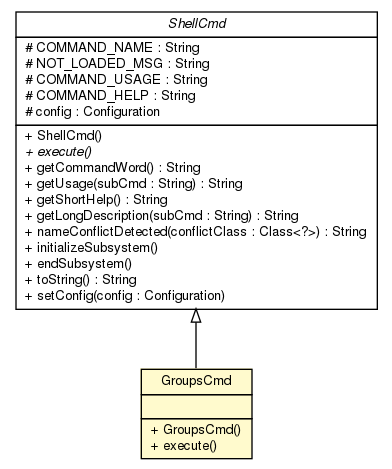 ShellCmd
# COMMAND_NAME : String
# NOT_LOADED_MSG : String
# COMMAND_USAGE : String
# COMMAND_HELP : String
# config : Configuration
+ ShellCmd()
+ execute()
+ getCommandWord() : String
+ getUsage(subCmd : String) : String
+ getShortHelp() : String
+ getLongDescription(subCmd : String) : String
+ nameConflictDetected(conflictClass : Class<?>) : String
+ initializeSubsystem()
+ endSubsystem()
+ toString() : String
+ setConfig(config : Configuration)
GroupsCmd
+ GroupsCmd()
+ execute()